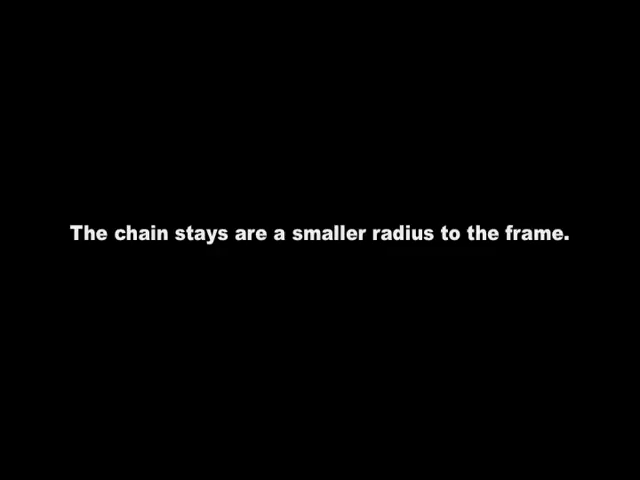 The chain stays are a smaller radius to the frame.